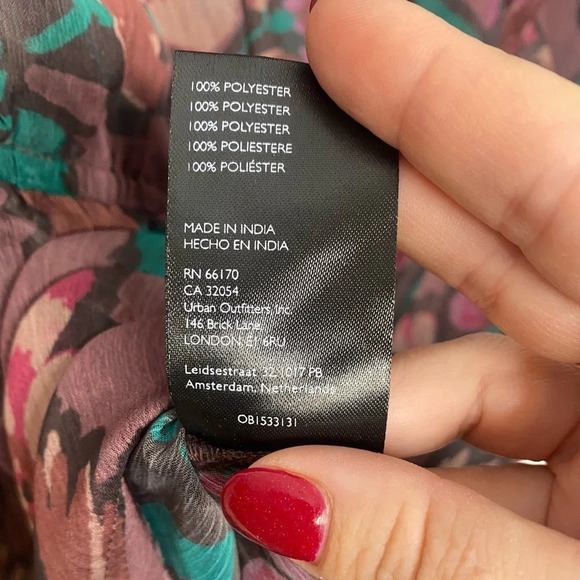 100% POLYESTER
100% POLYESTER
100% POLYESTER
100% POLIESTERE
100% POLIÉSTER
MADE IN INDIA
HECHO EN INDIA
RN 66170
CA 32054
Urban Outfitters, Inc.
146 Brick Lane,
LONDON E1 6RU
Leidsestraat 32, 1017 PB
Amsterdam, Netherlands
OB1533131